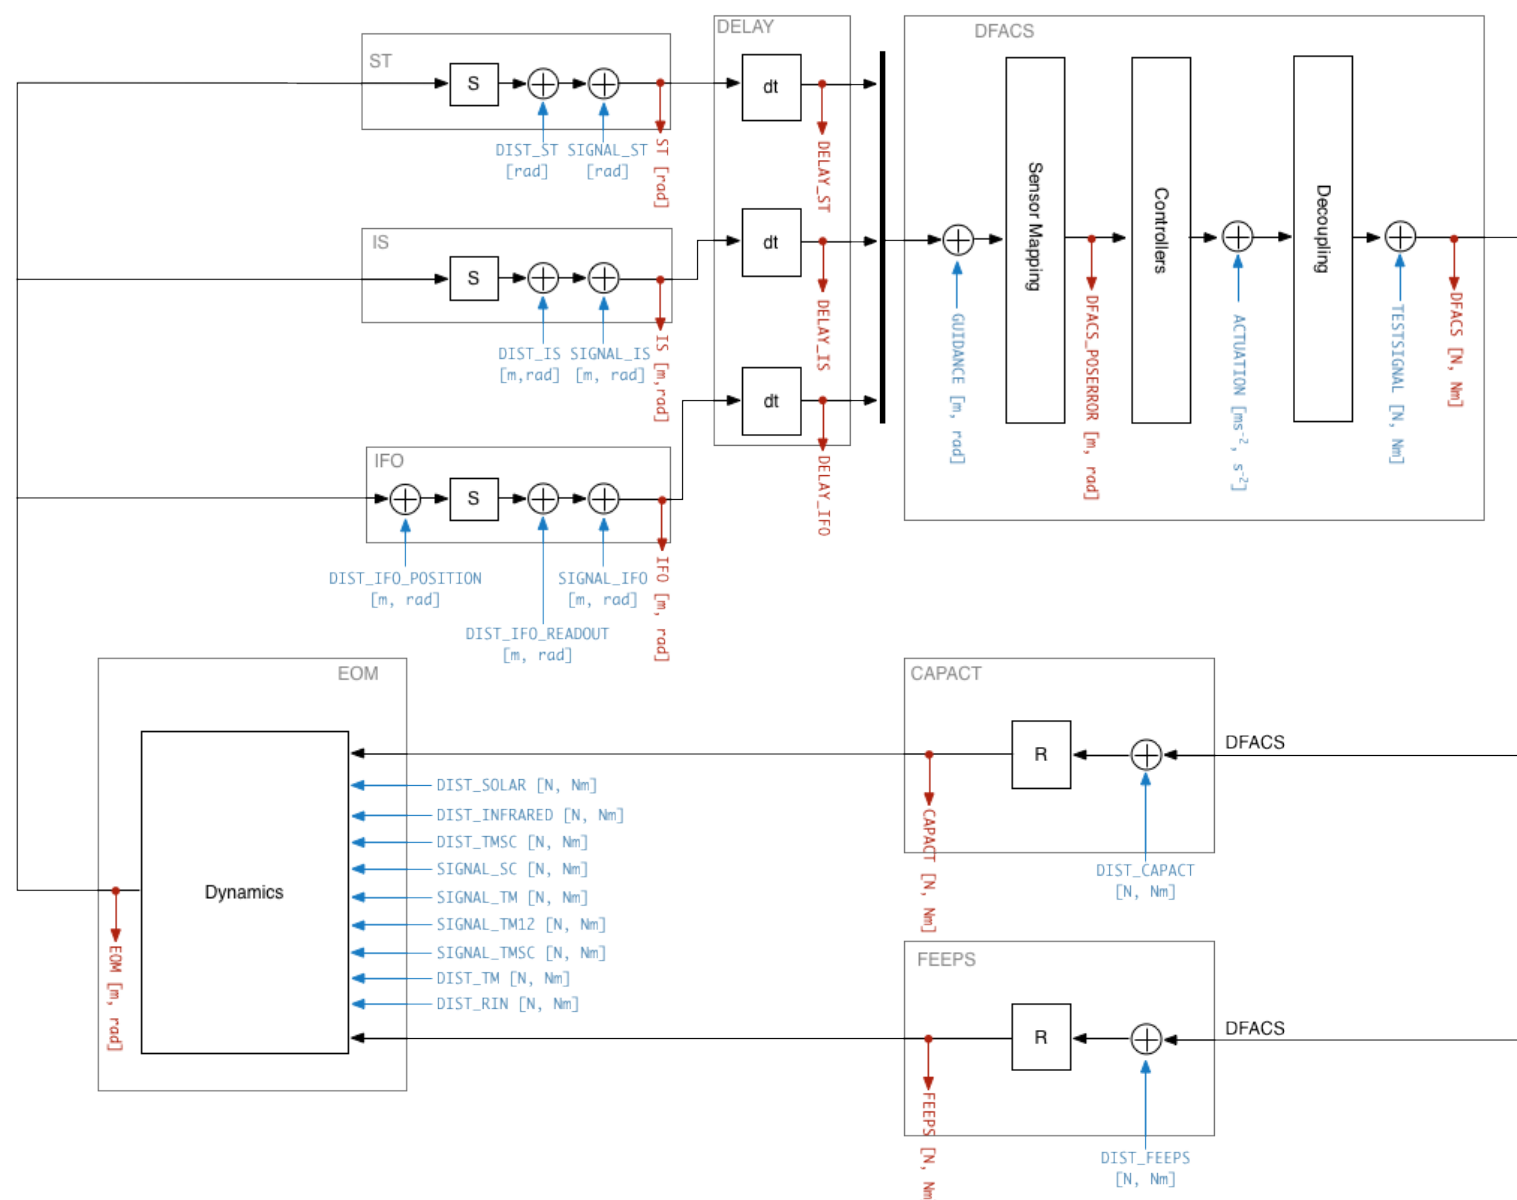 DELAY
DFACS
ST
S
dt
DIST_ST
[rad]
SIGNAL_ST
[rad]
ST [rad]
DELAY_ST
IS
S
dt
DIST_IS
[m,rad]
SIGNAL_IS
[m, rad]
IS [m,rad]
DELAY_IS
IFO
S
dt
DIST_IFO_POSITION
[m, rad]
SIGNAL_IFO
[m, rad]
DIST_IFO_READOUT
[m, rad]
IFO [m, rad]
DELAY_IFO
GUIDANCE [m, rad]
Sensor Mapping
DFACS_POSERROR [m, rad]
Controllers
ACTUATION [ms⁻², s⁻²]
Decoupling
TESTSIGNAL [N, Nm]
DFACS [N, Nm]
EOM
Dynamics
EOM [m, rad]
DIST_SOLAR [N, Nm]
DIST_INFRARED [N, Nm]
DIST_TMSC [N, Nm]
SIGNAL_SC [N, Nm]
SIGNAL_TM [N, Nm]
SIGNAL_TM12 [N, Nm]
SIGNAL_TMSC [N, Nm]
DIST_TM [N, Nm]
DIST_RIN [N, Nm]
CAPACT
R
DFACS
CAPACT [N, Nm]
DIST_CAPACT
[N, Nm]
FEEPS
R
DFACS
FEEPS [N, Nm
DIST_FEEPS
[N, Nm]